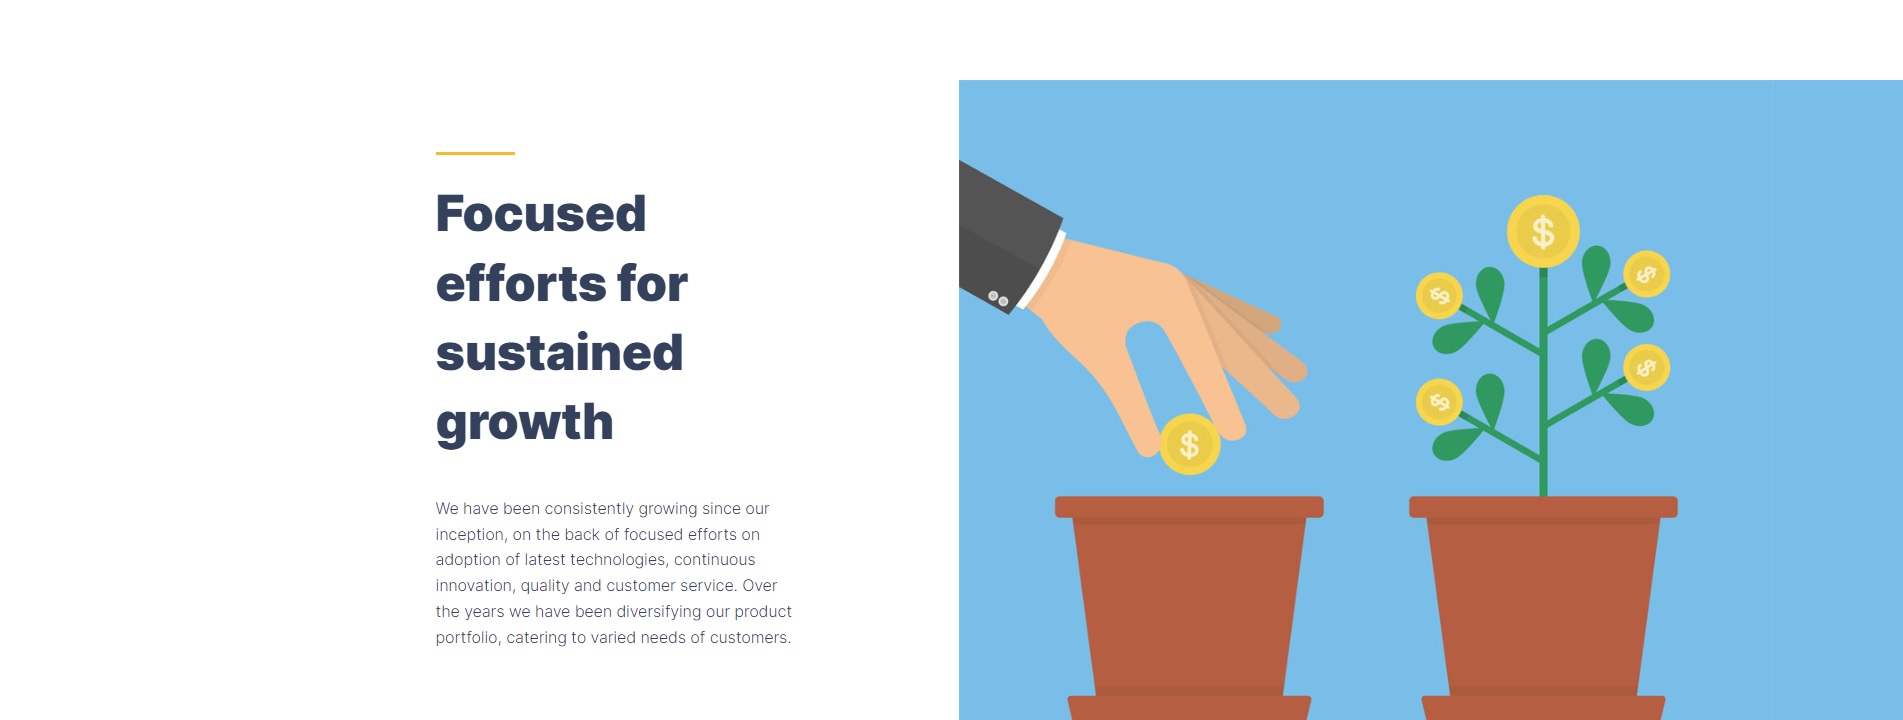 Focused
efforts for
sustained
growth
We have been consistently growing since our
inception, on the back of focused efforts on
adoption of latest technologies, continuous
innovation, quality and customer service. Over
the years we have been diversifying our product
portfolio, catering to varied needs of customers.
$
$
$
$
$
$